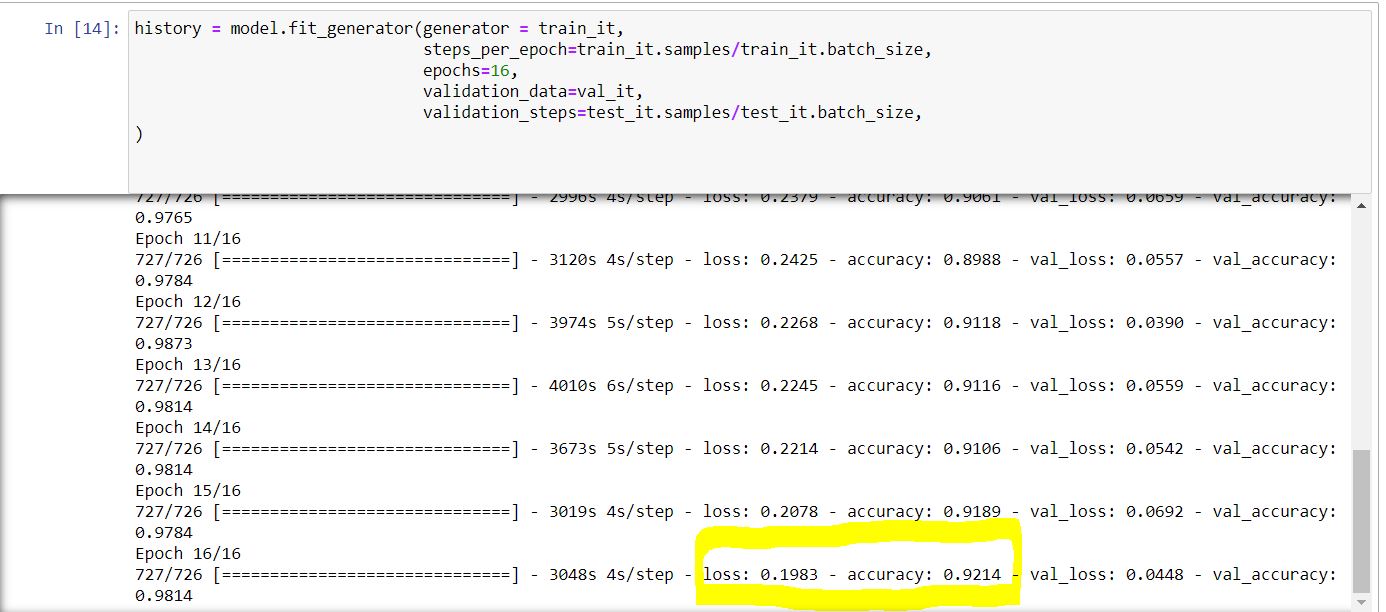 In [14]: history = model.fit_generator(generator = train_it,
steps_per_epoch=train_it.samples/train_it.batch_size,
epochs=16,
validation_data=val_it,
validation_steps=test_it.samples/test_it.batch_size,
)
727/726 [==============================] - 2996s 4s/step - loss: 0.2379 - accuracy: 0.9061 - val_loss: 0.0659 - val_accuracy:
0.9765
Epoch 11/16
727/726 [==============================] - 3120s 4s/step - loss: 0.2425 - accuracy: 0.8988 - val_loss: 0.0557 - val_accuracy:
0.9784
Epoch 12/16
727/726 [==============================] - 3974s 5s/step - loss: 0.2268 - accuracy: 0.9118 - val_loss: 0.0390 - val_accuracy:
0.9873
Epoch 13/16
727/726 [==============================] - 4010s 6s/step - loss: 0.2245 - accuracy: 0.9116 - val_loss: 0.0559 - val_accuracy:
0.9814
Epoch 14/16
727/726 [==============================] - 3673s 5s/step - loss: 0.2214 - accuracy: 0.9106 - val_loss: 0.0542 - val_accuracy:
0.9814
Epoch 15/16
727/726 [==============================] - 3019s 4s/step - loss: 0.2078 - accuracy: 0.9189 - val_loss: 0.0692 - val_accuracy:
0.9784
Epoch 16/16
727/726 [==============================] - 3048s 4s/step - loss: 0.1983 - accuracy: 0.9214 - val_loss: 0.0448 - val_accuracy:
0.9814